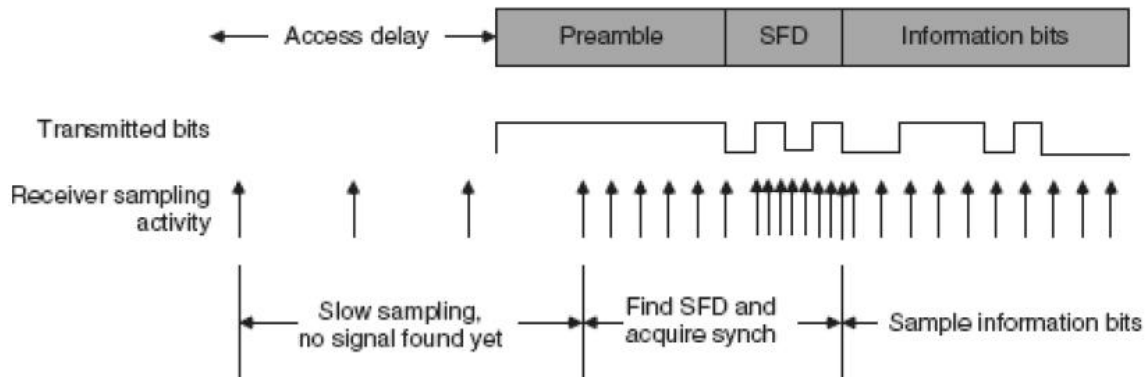 Access delay
Preamble
SFD
Information bits
Transmitted bits
Receiver sampling
activity
Slow sampling,
no signal found yet
Find SFD and
acquire synch
Sample information bits